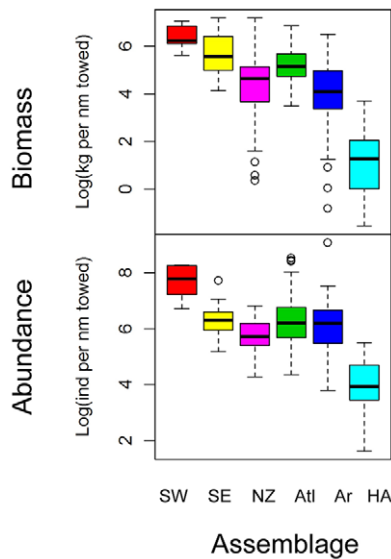 Biomass
Log(kg per nm towed)
6
4
2
0
Abundance
Log(ind per nm towed)
8
6
4
2
SW SE NZ Atl Ar HA
Assemblage